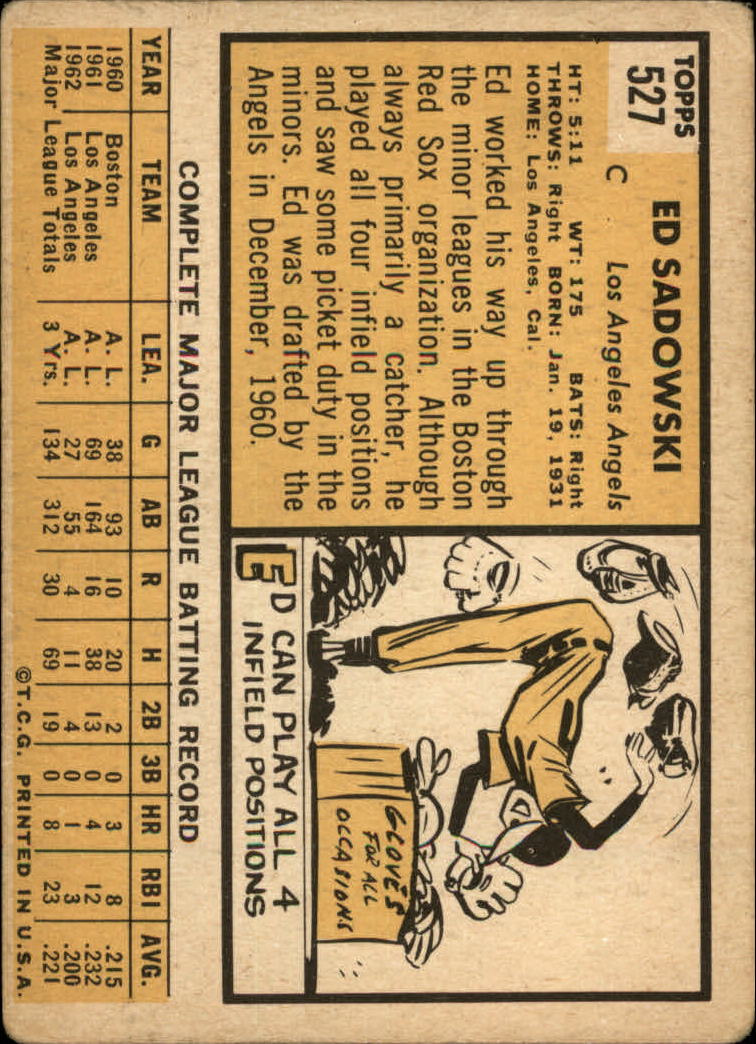 TOPPS
527
ED SADOWSKI
C Los Angeles Angels
HT: 5:11 WT: 175 BATS: Right
THROWS: Right BORN: Jan. 19, 1931
HOME: Los Angeles, Cal.
Ed worked his way up through
the minor leagues in the Boston
Red Sox organization. Although
always primarily a catcher, he
played all four infield positions
and saw some picket duty in the
minors. Ed was drafted by the
Angels in December, 1960.
GLOVES
FOR ALL
OCCASIONS
ED CAN PLAY ALL 4
INFIELD POSITIONS
COMPLETE MAJOR LEAGUE BATTING RECORD
YEAR TEAM LEA. G AB R H 2B 3B HR RBI AVG.
1960 Boston A. L. 38 93 10 20 2 0 3 8 .215
1961 Los Angeles A. L. 69 164 16 38 13 0 4 12 .232
1962 Los Angeles A. L. 27 55 4 11 4 0 1 3 .200
Major League Totals 3 Yrs. 134 312 30 69 19 0 8 23 .221
©T.C.G. PRINTED IN U.S.A.